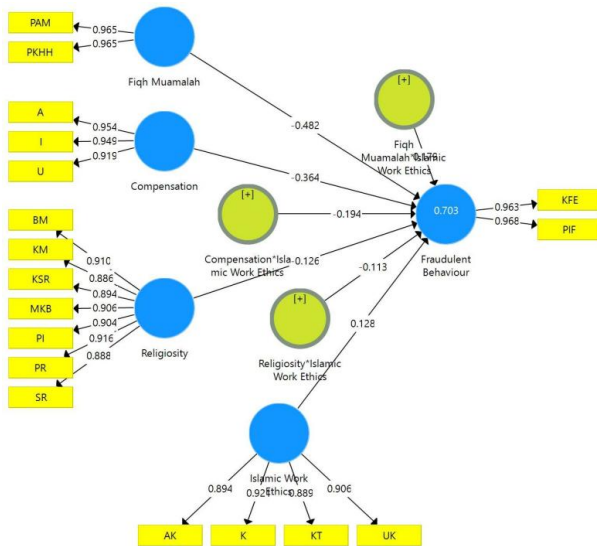 PAM
0.965
0.965
PKHH
Fiqh Muamalah
A
0.954
I
0.949
0.919
U
Compensation
-0.482
-0.364
[+]
Fiqh
Muamalah*Islamic
Work Ethics
0.703
Fraudulent
Behaviour
0.963
KFE
0.968
PIF
[+]
-0.194
Compensation*Isla
mic Work Ethics
-0.126
-0.113
BM
0.910
KM
0.886
KSR
0.894
MKB
0.906
PI
0.904
PR
0.916
SR
0.888
Religiosity
[+]
Religiosity*Islamic
Work Ethics
0.128
Islamic Work
Ethics
0.894
0.889
0.906
AK
K
KT
UK